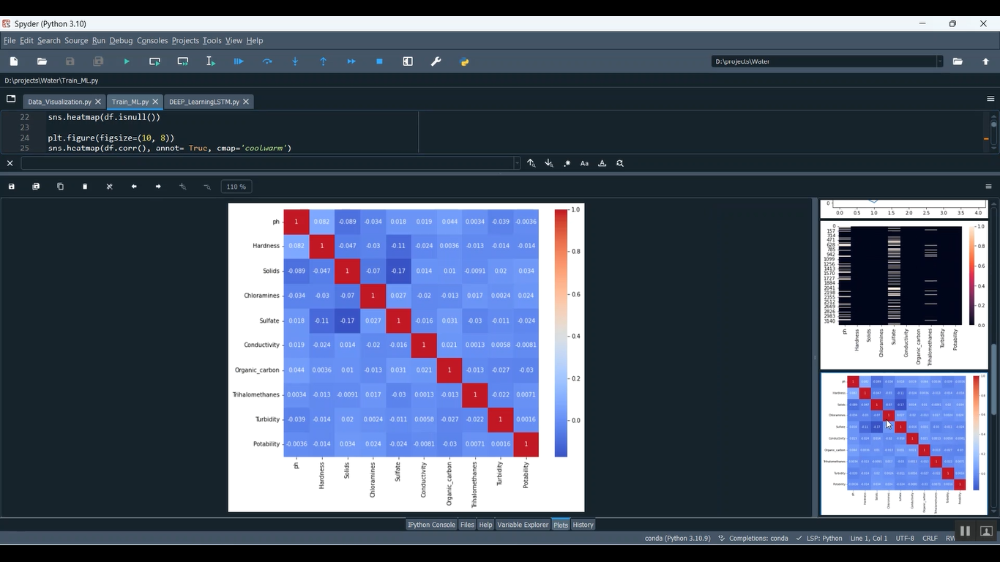 Spyder (Python 3.10)
File Edit Search Source Run Debug Consoles Projects Tools View Help
D:\projects\Water
D:\projects\Water\Train_ML.py
Data_Visualization.py Train_ML.py DEEP_LearningLSTM.py
22 sns.heatmap(df.isnull())
23
24 plt.figure(figsize=(10, 8))
25 sns.heatmap(df.corr(), annot= True, cmap='coolwarm')
Aa
110 %
ph 1 0.082 -0.089 -0.034 0.018 0.019 0.044 0.0034 -0.039 -0.0036
Hardness 0.082 1 -0.047 -0.03 -0.11 -0.024 0.0036 -0.013 -0.014 -0.014
Solids -0.089 -0.047 1 -0.07 -0.17 0.014 0.01 -0.0091 0.02 0.034
Chloramines -0.034 -0.03 -0.07 1 0.027 -0.02 -0.013 0.017 0.0024 0.024
Sulfate 0.018 -0.11 -0.17 0.027 1 -0.016 0.031 -0.03 -0.011 -0.024
Conductivity 0.019 -0.024 0.014 -0.02 -0.016 1 0.021 0.0013 0.0058 -0.0081
Organic_carbon 0.044 0.0036 0.01 -0.013 0.031 0.021 1 -0.013 -0.027 -0.03
Trihalomethanes 0.0034 -0.013 -0.0091 0.017 -0.03 0.0013 -0.013 1 -0.022 0.0071
Turbidity -0.039 -0.014 0.02 0.0024 -0.011 0.0058 -0.027 -0.022 1 0.0016
Potability -0.0036 -0.014 0.034 0.024 -0.024 -0.0081 -0.03 0.0071 0.0016 1
ph Hardness Solids Chloramines Sulfate Conductivity Organic_carbon Trihalomethanes Turbidity Potability
1.0
0.8
0.6
0.4
0.2
0.0
0
0.0 0.5 1.0 1.5 2.0 2.5 3.0 3.5 4.0
0
157
314
471
628
785
942
1099
1256
1413
1570
1727
1884
2041
2198
2355
2512
2669
2826
2983
3140
1.0
0.8
0.6
0.4
0.2
0.0
ph Hardness Solids Chloramines Sulfate Conductivity Organic_carbon Trihalomethanes Turbidity Potability
IPython Console Files Help Variable Explorer Plots History
conda (Python 3.10.9) Completions: conda LSP: Python Line 1, Col 1 UTF-8 CRLF RW